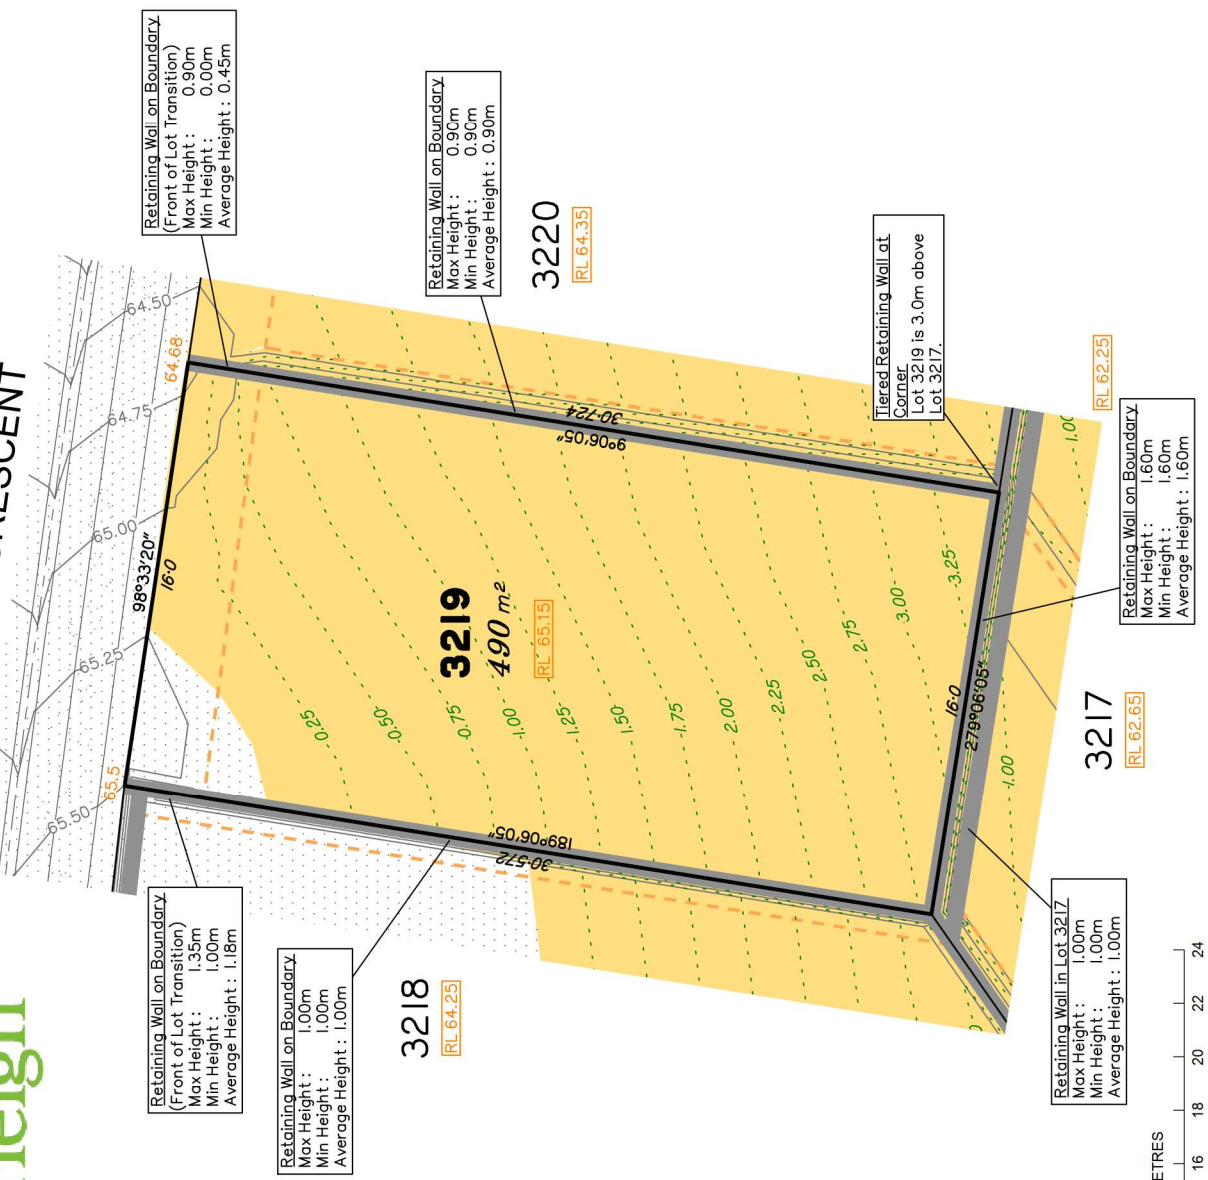 CRESCENT
Retaining Wall on Boundary
(Front of Lot Transition)
Max Height : 0.90m
Min Height : 0.00m
Average Height : 0.45m
Retaining Wall on Boundary
Max Height : 0.90m
Min Height : 0.90m
Average Height : 0.90m
3220
RL 64.35
Tiered Retaining Wall at
Corner
Lot 3219 is 3.0m above
Lot 3217.
RL 62.25
Retaining Wall on Boundary
Max Height : 1.60m
Min Height : 1.60m
Average Height : 1.60m
64.50
64.68
64.75
65.00
65.25
65.5
65.50
98°33'20"
16·0
30·724
9°06'05"
3219
490 m²
RL 65.15
0.25
0.50
0.75
1.00
1.25
1.50
1.75
2.00
2.25
2.50
2.75
3.00
3.25
1.00
1.00
189°06'05"
30·572
16·0
279°06'05"
3217
RL 62.65
Retaining Wall on Boundary
(Front of Lot Transition)
Max Height : 1.35m
Min Height : 1.00m
Average Height : 1.18m
Retaining Wall on Boundary
Max Height : 1.00m
Min Height : 1.00m
Average Height : 1.00m
3218
RL 64.25
Retaining Wall in Lot 3217
Max Height : 1.00m
Min Height : 1.00m
Average Height : 1.00m
eign
ETRES
16 18 20 22 24